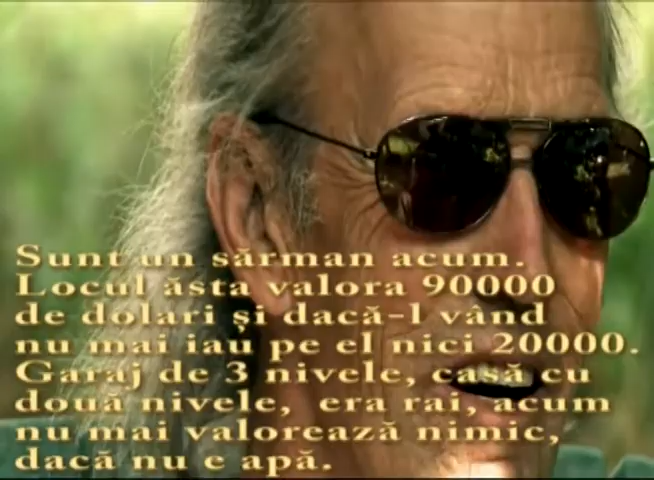 Sunt un sărman acum.
Locul ăsta valora 90000
de dolari și dacă-l vând
nu mai iau pe el nici 20000.
Garaj de 3 nivele, casă cu
două nivele, era rai, acum
nu mai valorează nimic,
dacă nu e apă.